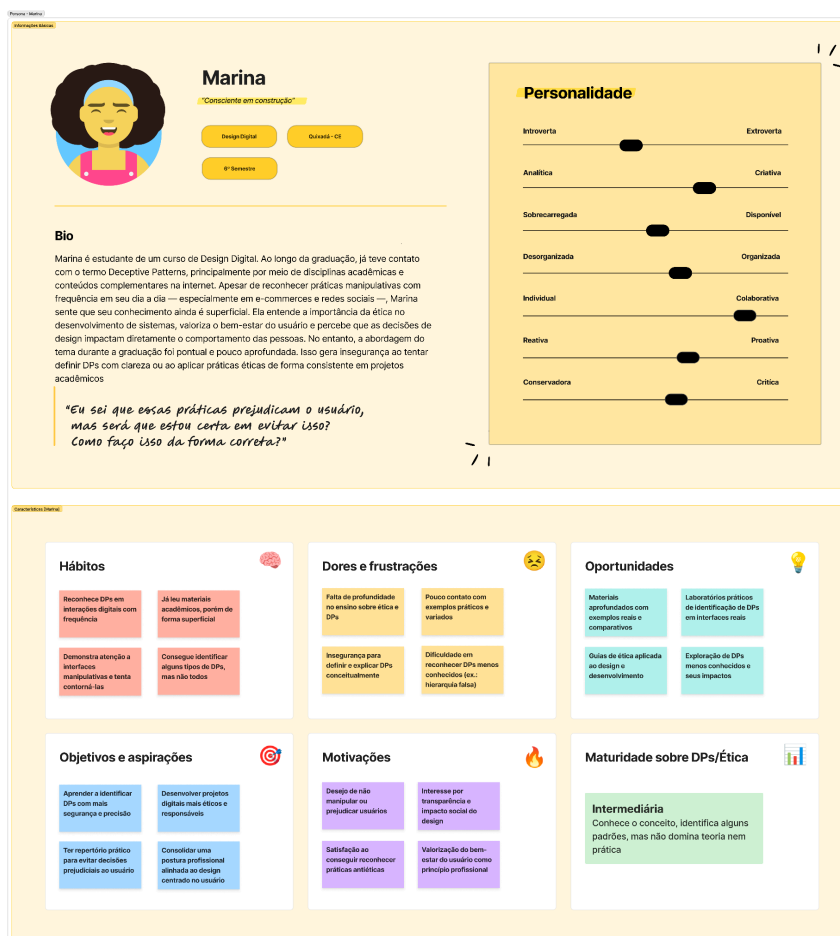 Persona - Marina
Informações Básicas
Marina
"Consciente em construção"
Design Digital
Quixadá - CE
6º Semestre
Bio
Marina é estudante de um curso de Design Digital. Ao longo da graduação, já teve contato
com o termo Deceptive Patterns, principalmente por meio de disciplinas acadêmicas e
conteúdos complementares na internet. Apesar de reconhecer práticas manipulativas com
frequência em seu dia a dia — especialmente em e-commerces e redes sociais —, Marina
sente que seu conhecimento ainda é superficial. Ela entende a importância da ética no
desenvolvimento de sistemas, valoriza o bem-estar do usuário e percebe que as decisões de
design impactam diretamente o comportamento das pessoas. No entanto, a abordagem do
tema durante a graduação foi pontual e pouco aprofundada. Isso gera insegurança ao tentar
definir DPs com clareza ou ao aplicar práticas éticas de forma consistente em projetos
acadêmicos
"Eu sei que essas práticas prejudicam o usuário,
mas será que estou certa em evitar isso?
Como faço isso da forma correta?"
Personalidade
Introverta Extroverta
Analítica Criativa
Sobrecarregada Disponível
Desorganizada Organizada
Individual Colaborativa
Reativa Proativa
Conservadora Crítica
Características (Marina)
Hábitos
Reconhece DPs em
interações digitais com
frequência
Já leu materiais
acadêmicos, porém de
forma superficial
Demonstra atenção a
interfaces
manipulativas e tenta
contorná-las
Consegue identificar
alguns tipos de DPs,
mas não todos
Dores e frustrações
Falta de profundidade
no ensino sobre ética e
DPs
Pouco contato com
exemplos práticos e
variados
Insegurança para
definir e explicar DPs
conceitualmente
Dificuldade em
reconhecer DPs menos
conhecidos (ex.:
hierarquia falsa)
Oportunidades
Materiais
aprofundados com
exemplos reais e
comparativos
Laboratórios práticos
de identificação de DPs
em interfaces reais
Guias de ética aplicada
ao design e
desenvolvimento
Exploração de DPs
menos conhecidos e
seus impactos
Objetivos e aspirações
Aprender a identificar
DPs com mais
segurança e precisão
Desenvolver projetos
digitais mais éticos e
responsáveis
Ter repertório prático
para evitar decisões
prejudiciais ao usuário
Consolidar uma
postura profissional
alinhada ao design
centrado no usuário
Motivações
Desejo de não
manipular ou
prejudicar usuários
Interesse por
transparência e
impacto social do
design
Satisfação ao
conseguir reconhecer
práticas antiéticas
Valorização do bem-
estar do usuário como
princípio profissional
Maturidade sobre DPs/Ética
Intermediária
Conhece o conceito, identifica alguns
padrões, mas não domina teoria nem
prática